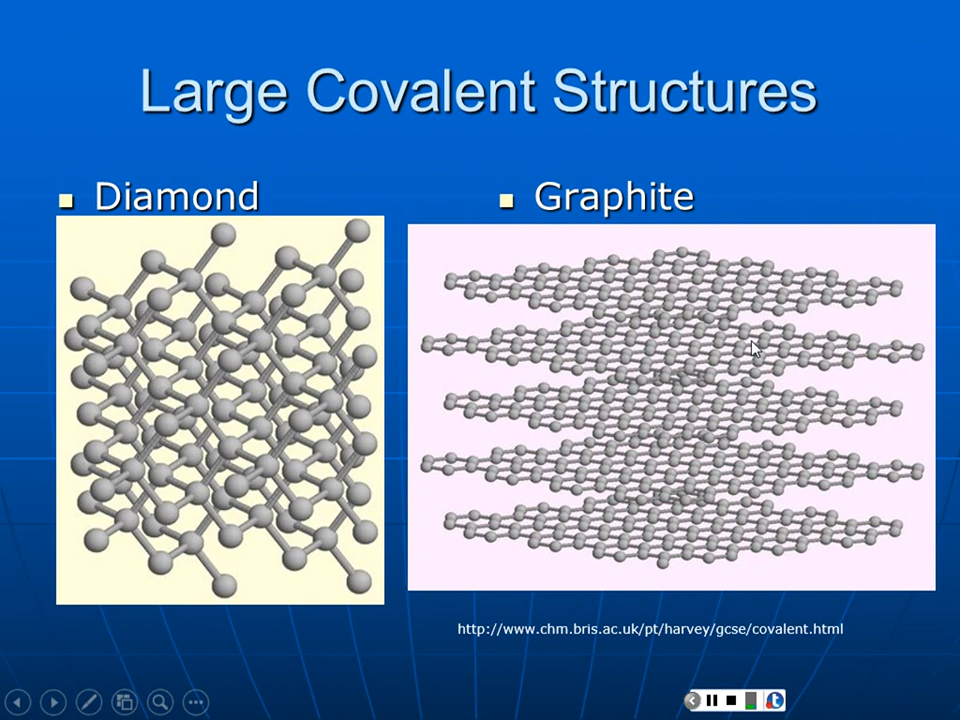 Large Covalent Structures
Diamond
Graphite
http://www.chm.bris.ac.uk/pt/harvey/gcse/covalent.html